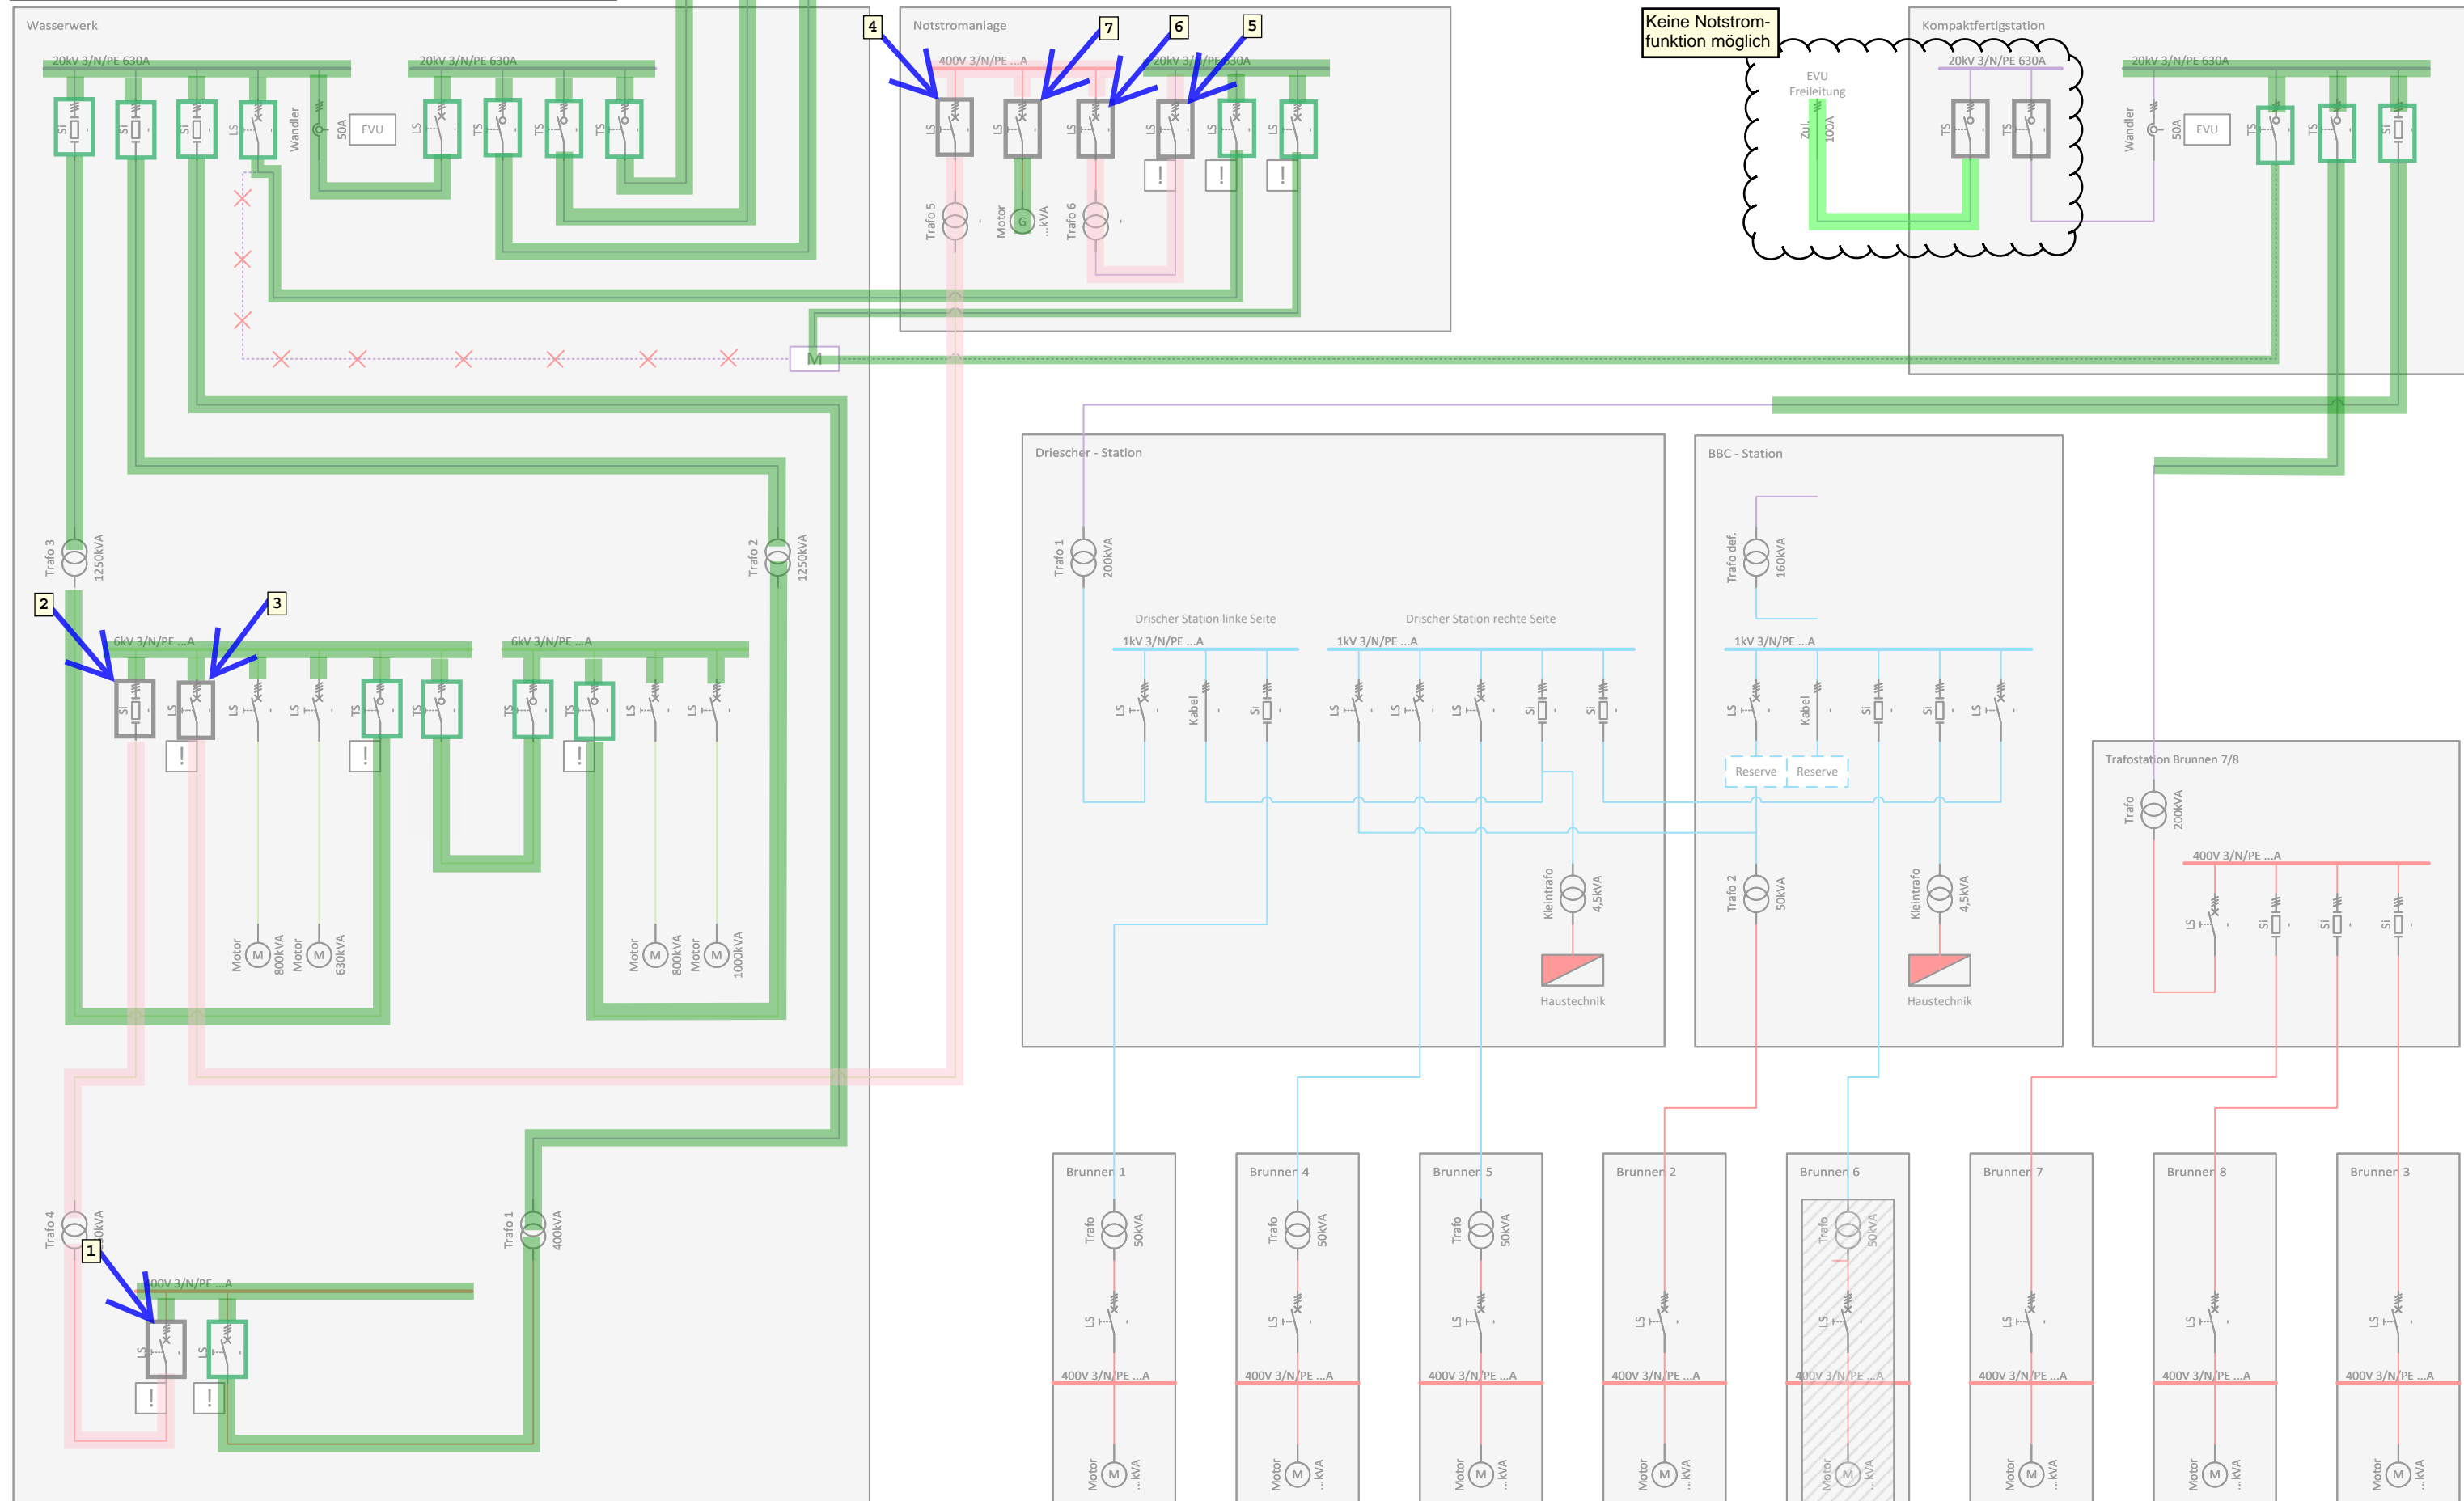 Wasserwerk
Notstromanlage
Keine Notstrom-
funktion möglich
Kompaktfertigstation
4
7
6
5
20kV 3/N/PE 630A
20kV 3/N/PE 630A
400V 3/N/PE ...A
20kV 3/N/PE 630A
20kV 3/N/PE 630A
20kV 3/N/PE 630A
EVU
Freileitung
Si
-
Si
-
Si
-
LS
-
Wandler
50A
EVU
LS
-
TS
-
TS
-
TS
-
LS
-
LS
-
LS
-
LS
-
LS
-
LS
-
Zul.
100A
TS
-
TS
-
Wandler
50A
EVU
TS
-
TS
-
Si
-
!
!
!
Trafo 5
-
Motor
G
...kVA
Trafo 6
-
M
Driescher - Station
BBC - Station
Trafo 3
1250kVA
Trafo 2
1250kVA
Trafo 1
200kVA
Trafo def.
160kVA
2
3
Drischer Station linke Seite
Drischer Station rechte Seite
6kV 3/N/PE ...A
6kV 3/N/PE ...A
1kV 3/N/PE ...A
1kV 3/N/PE ...A
1kV 3/N/PE ...A
Si
-
LS
-
LS
-
LS
-
TS
-
TS
-
TS
-
TS
-
LS
-
LS
-
LS
-
Kabel
-
Si
-
LS
-
LS
-
LS
-
Si
-
Si
-
LS
-
Kabel
-
Si
-
Si
-
LS
-
!
!
!
Reserve
Reserve
Trafostation Brunnen 7/8
Trafo
200kVA
400V 3/N/PE ...A
Kleintrafo
4,5kVA
Trafo 2
50kVA
Kleintrafo
4,5kVA
LS
-
Si
-
Si
-
Si
-
Motor
M
800kVA
Motor
M
630kVA
Motor
M
800kVA
Motor
M
1000kVA
Haustechnik
Haustechnik
Brunnen 1
Brunnen 4
Brunnen 5
Brunnen 2
Brunnen 6
Brunnen 7
Brunnen 8
Brunnen 3
Trafo 4
Trafo 1
400kVA
Trafo
50kVA
Trafo
50kVA
Trafo
50kVA
Trafo
50kVA
1
00V 3/N/PE ...A
LS
-
LS
-
LS
-
LS
-
LS
-
LS
-
LS
-
LS
-
LS
-
LS
-
!
!
400V 3/N/PE ...A
400V 3/N/PE ...A
400V 3/N/PE ...A
400V 3/N/PE ...A
400V 3/N/PE ...A
400V 3/N/PE ...A
400V 3/N/PE ...A
400V 3/N/PE ...A
Motor
M
...kVA
Motor
M
...kVA
Motor
M
...kVA
Motor
M
...kVA
Motor
M
...kVA
Motor
M
...kVA
Motor
M
...kVA
Motor
M
...kVA